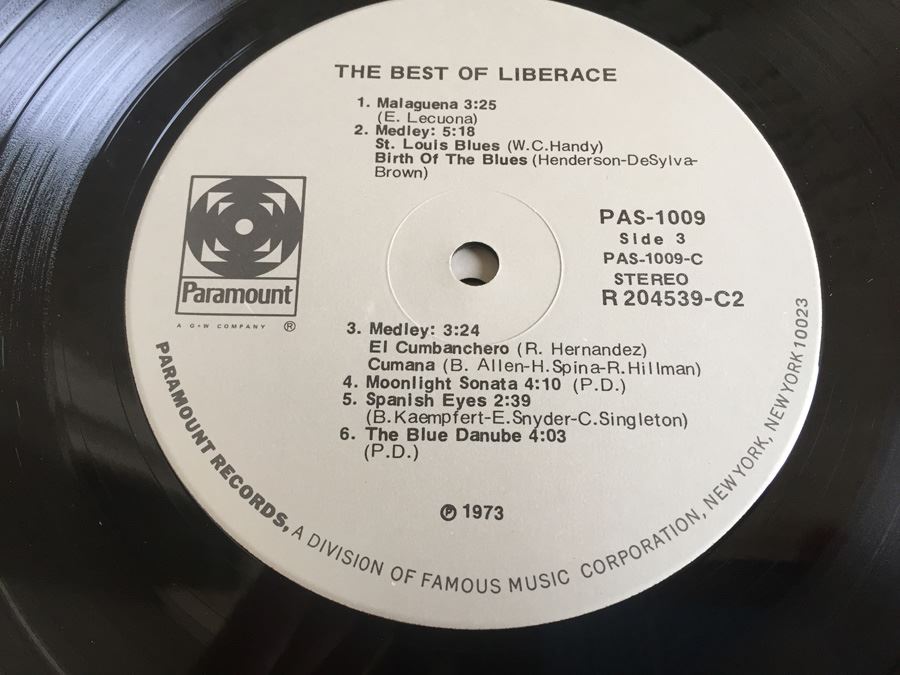 THE BEST OF LIBERACE
1. Malaguena 3:25
(E. Lecuona)
2. Medley: 5:18
St. Louis Blues (W.C.Handy)
Birth Of The Blues (Henderson-DeSylva-
Brown)
Paramount
A G+W COMPANY ®
PAS-1009
Side 3
PAS-1009-C
STEREO
R 204539-C2
3. Medley: 3:24
El Cumbanchero (R. Hernandez)
Cumana (B. Allen-H.Spina-R.Hillman)
4. Moonlight Sonata 4:10 (P.D.)
5. Spanish Eyes 2:39
(B.Kaempfert-E.Snyder-C.Singleton)
6. The Blue Danube 4:03
(P.D.)
℗ 1973
PARAMOUNT RECORDS, A DIVISION OF FAMOUS MUSIC CORPORATION, NEW YORK, NEW YORK 10023